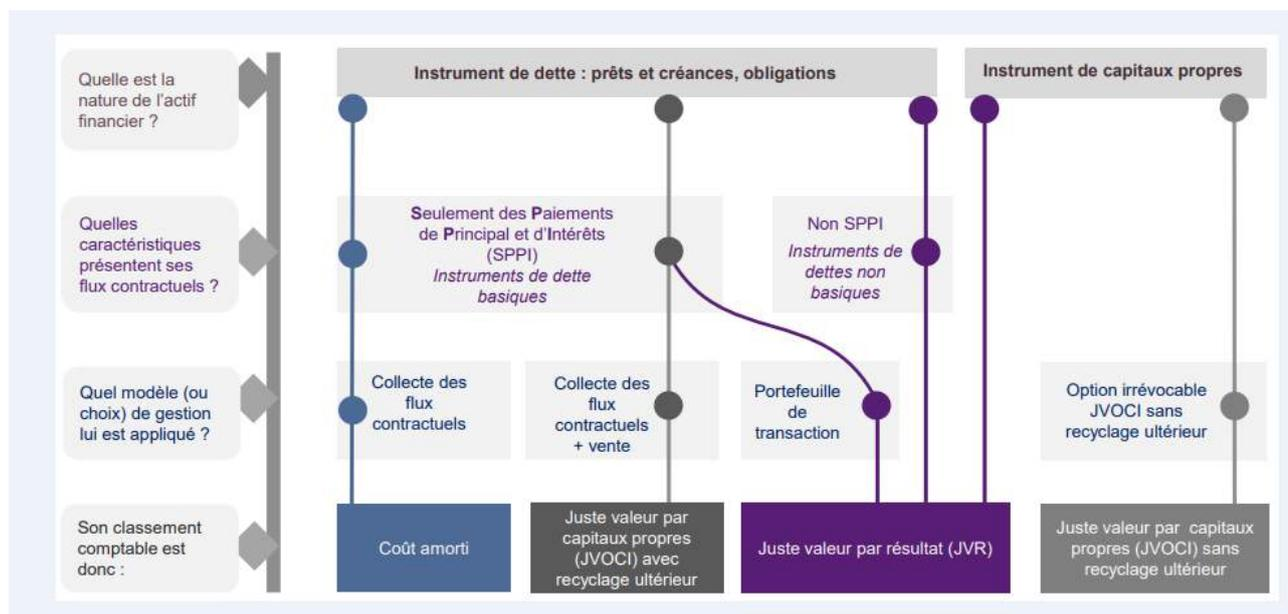 Quelle est la
nature de l'actif
financier ?
Instrument de dette : prêts et créances, obligations
Instrument de capitaux propres
Quelles
caractéristiques
présentent ses
flux contractuels ?
Seulement des Paiements
de Principal et d'Intérêts
(SPPI)
Instruments de dette
basiques
Non SPPI
Instruments de
dettes non
basiques
Quel modèle (ou
choix) de gestion
lui est appliqué ?
Collecte des
flux
contractuels
Collecte des
flux
contractuels
+ vente
Portefeuille
de
transaction
Option irrévocable
JVOCI sans
recyclage ultérieur
Son classement
comptable est
donc :
Coût amorti
Juste valeur par
capitaux propres
(JVOCI) avec
recyclage ultérieur
Juste valeur par résultat (JVR)
Juste valeur par capitaux
propres (JVOCI) sans
recyclage ultérieur